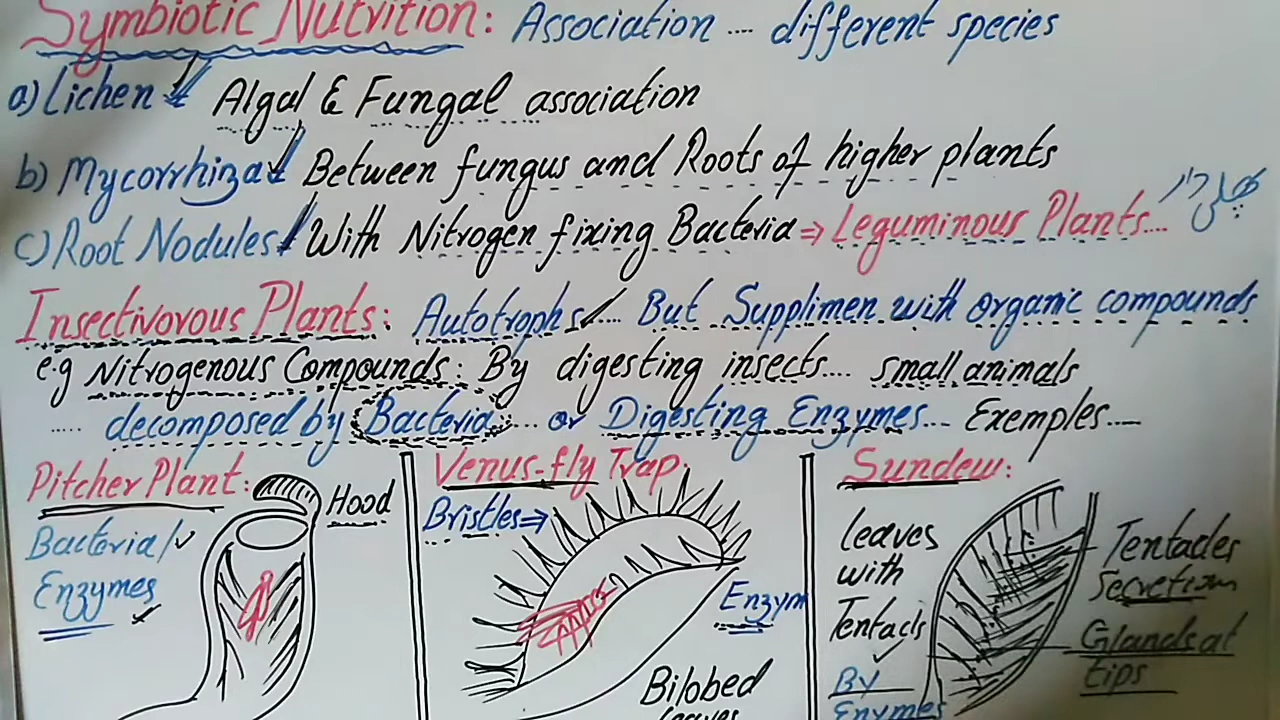 Symbiotic Nutrition: Association .... different species
a) Lichen Algal & Fungal association
b) Mycorrhiza Between fungus and Roots of higher plants
c) Root Nodules With Nitrogen fixing Bacteria ⇒ Leguminous Plants....
Insectivorous Plants: Autotrophs.... But Supplimen with organic compounds
e.g Nitrogenous Compounds: By digesting insects.... small animals
..... decomposed by Bacteria.... or Digesting Enzymes.... Exemples....
Pitcher Plant:
Hood
Bacteria/
Enzymes
Venus-fly Trap:
Bristles ⇒
Enzym
Bilobed
leaves
Sundew:
leaves
with
Tentacls
By
Enymes
Tentacles
Secretion
Glands at
tips